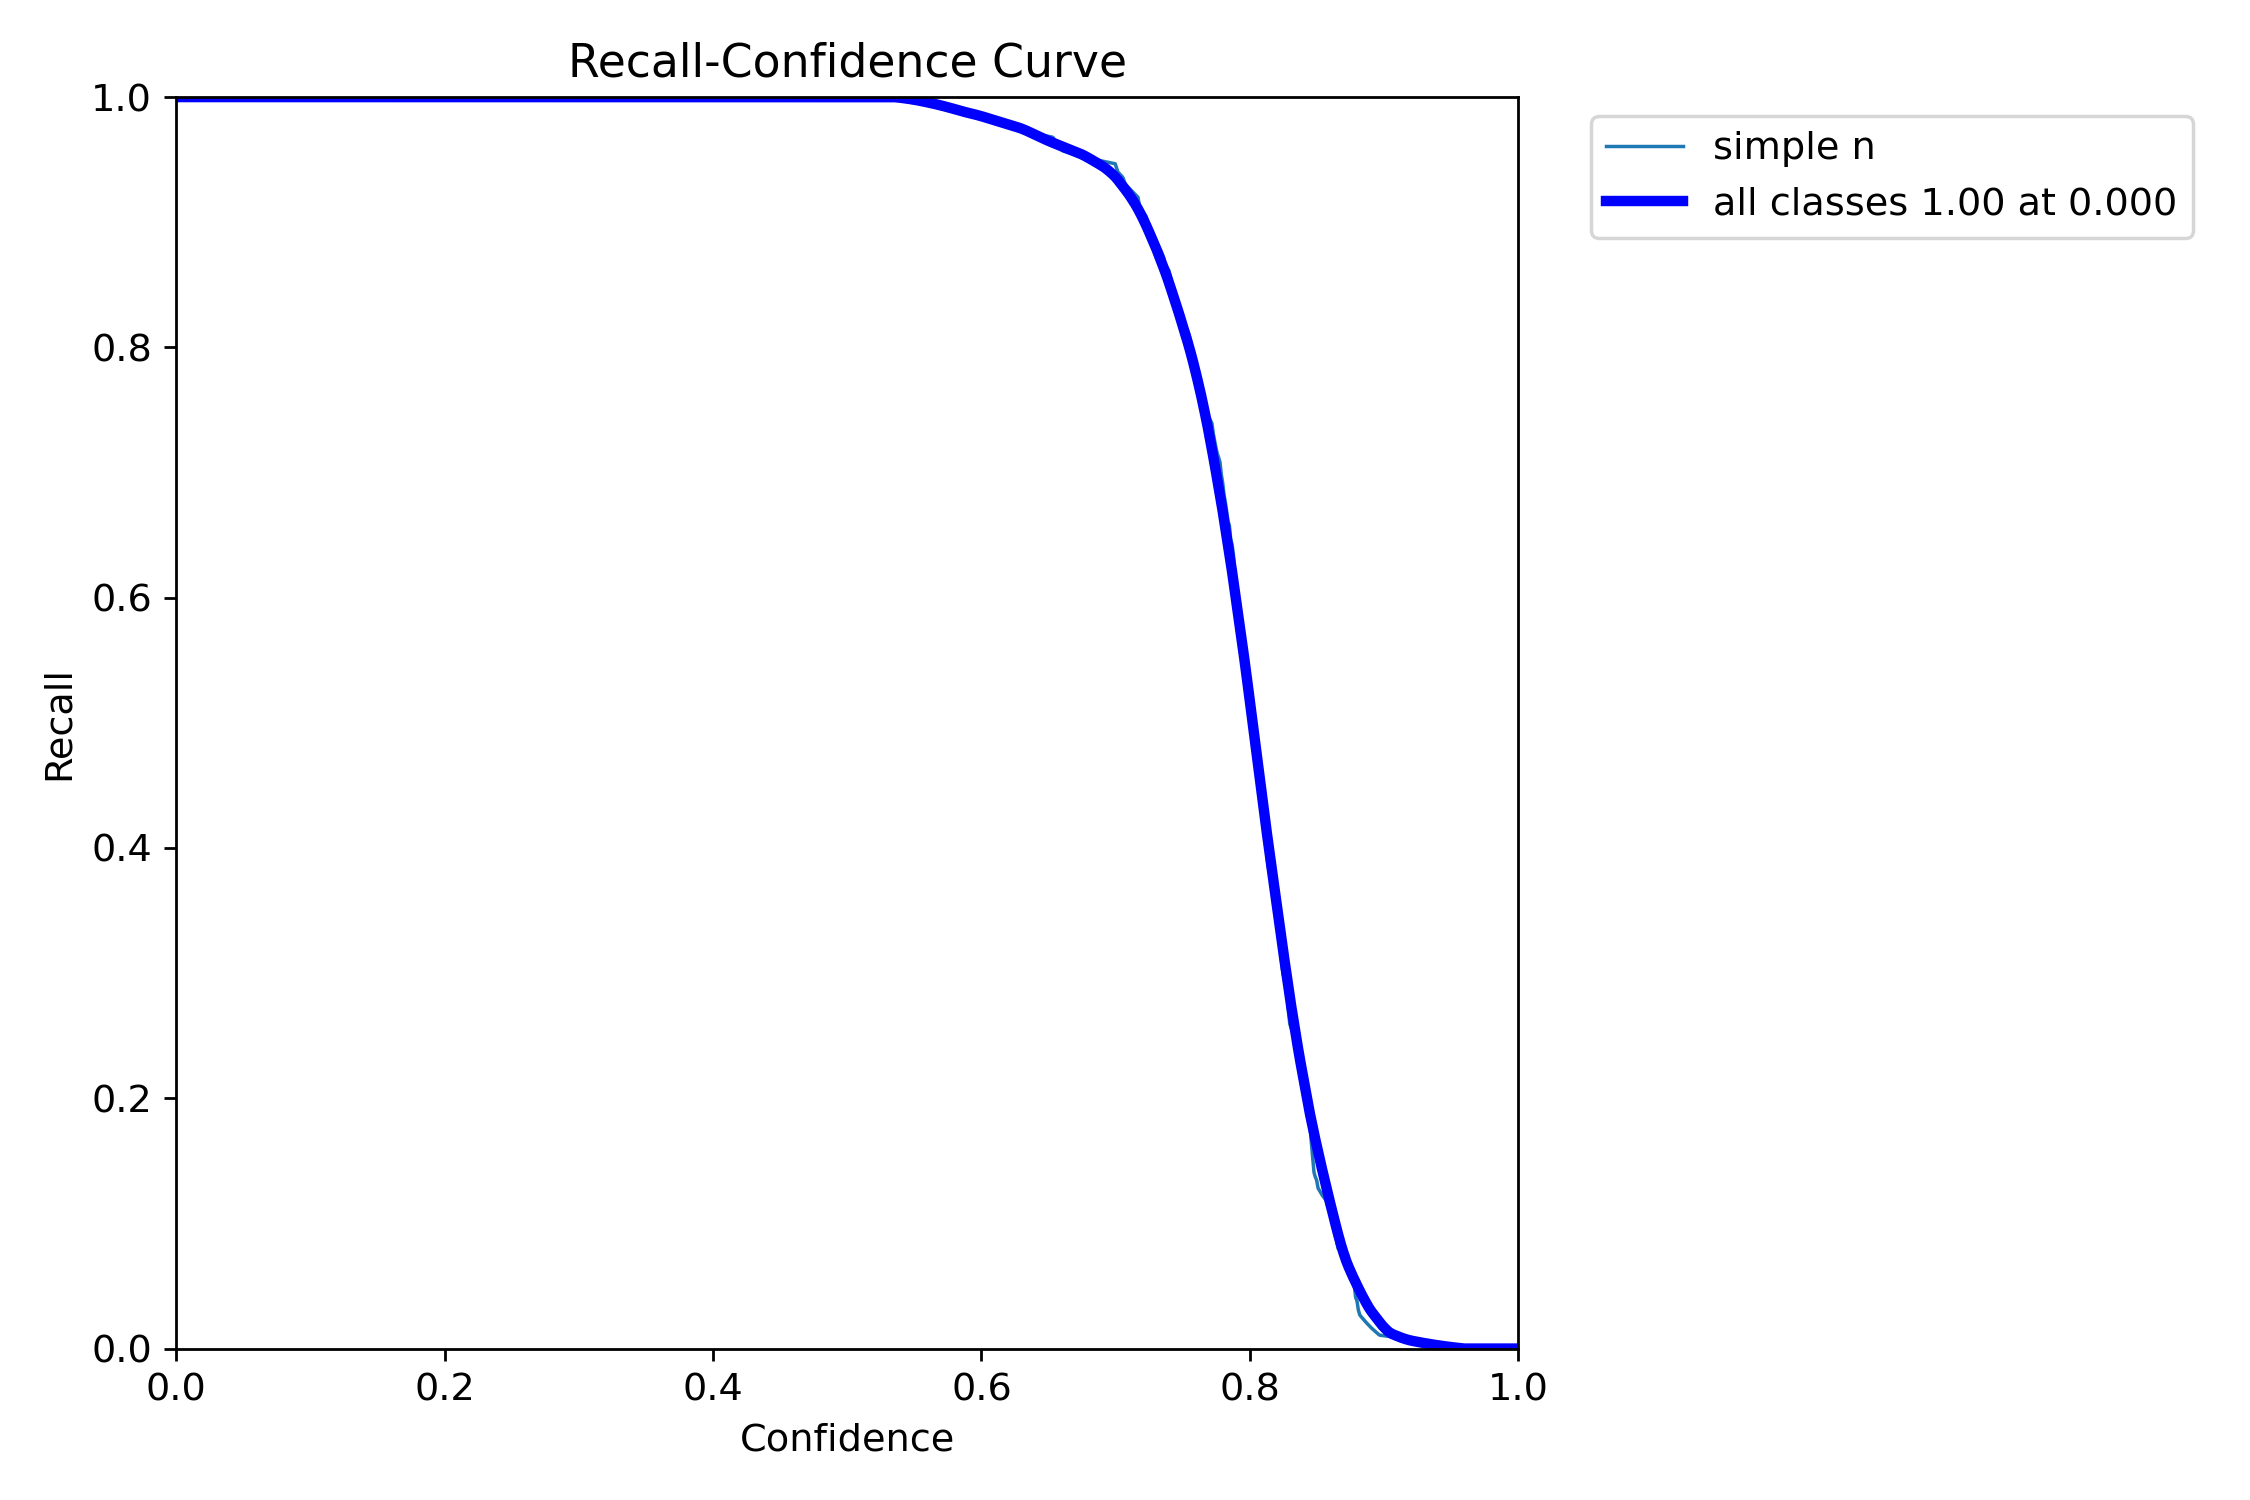 Recall-Confidence Curve
1.0
0.8
0.6
0.4
0.2
0.0
Recall
0.0 0.2 0.4 0.6 0.8 1.0
Confidence
simple n
all classes 1.00 at 0.000